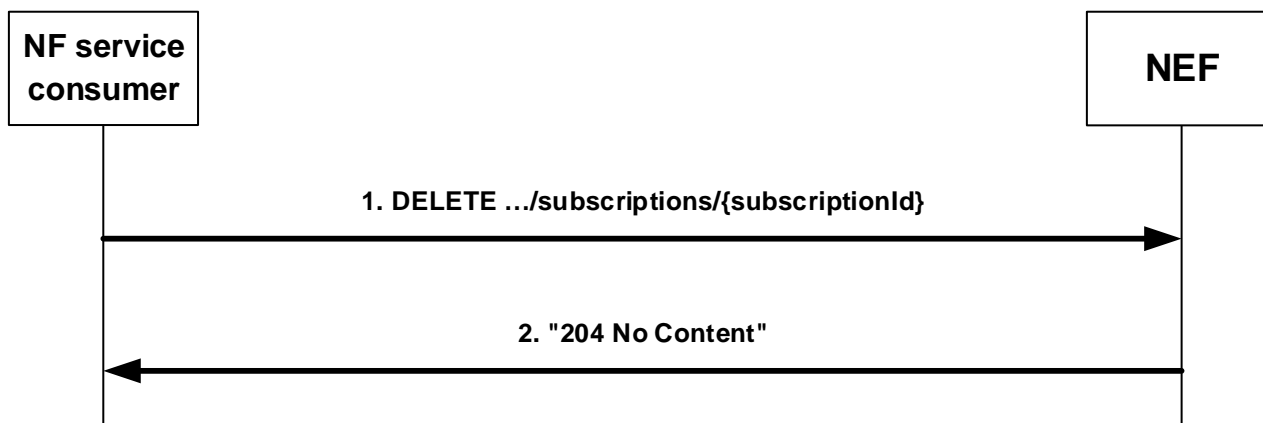 NF service
consumer
NEF
1. DELETE …/subscriptions/{subscriptionId}
2. "204 No Content"